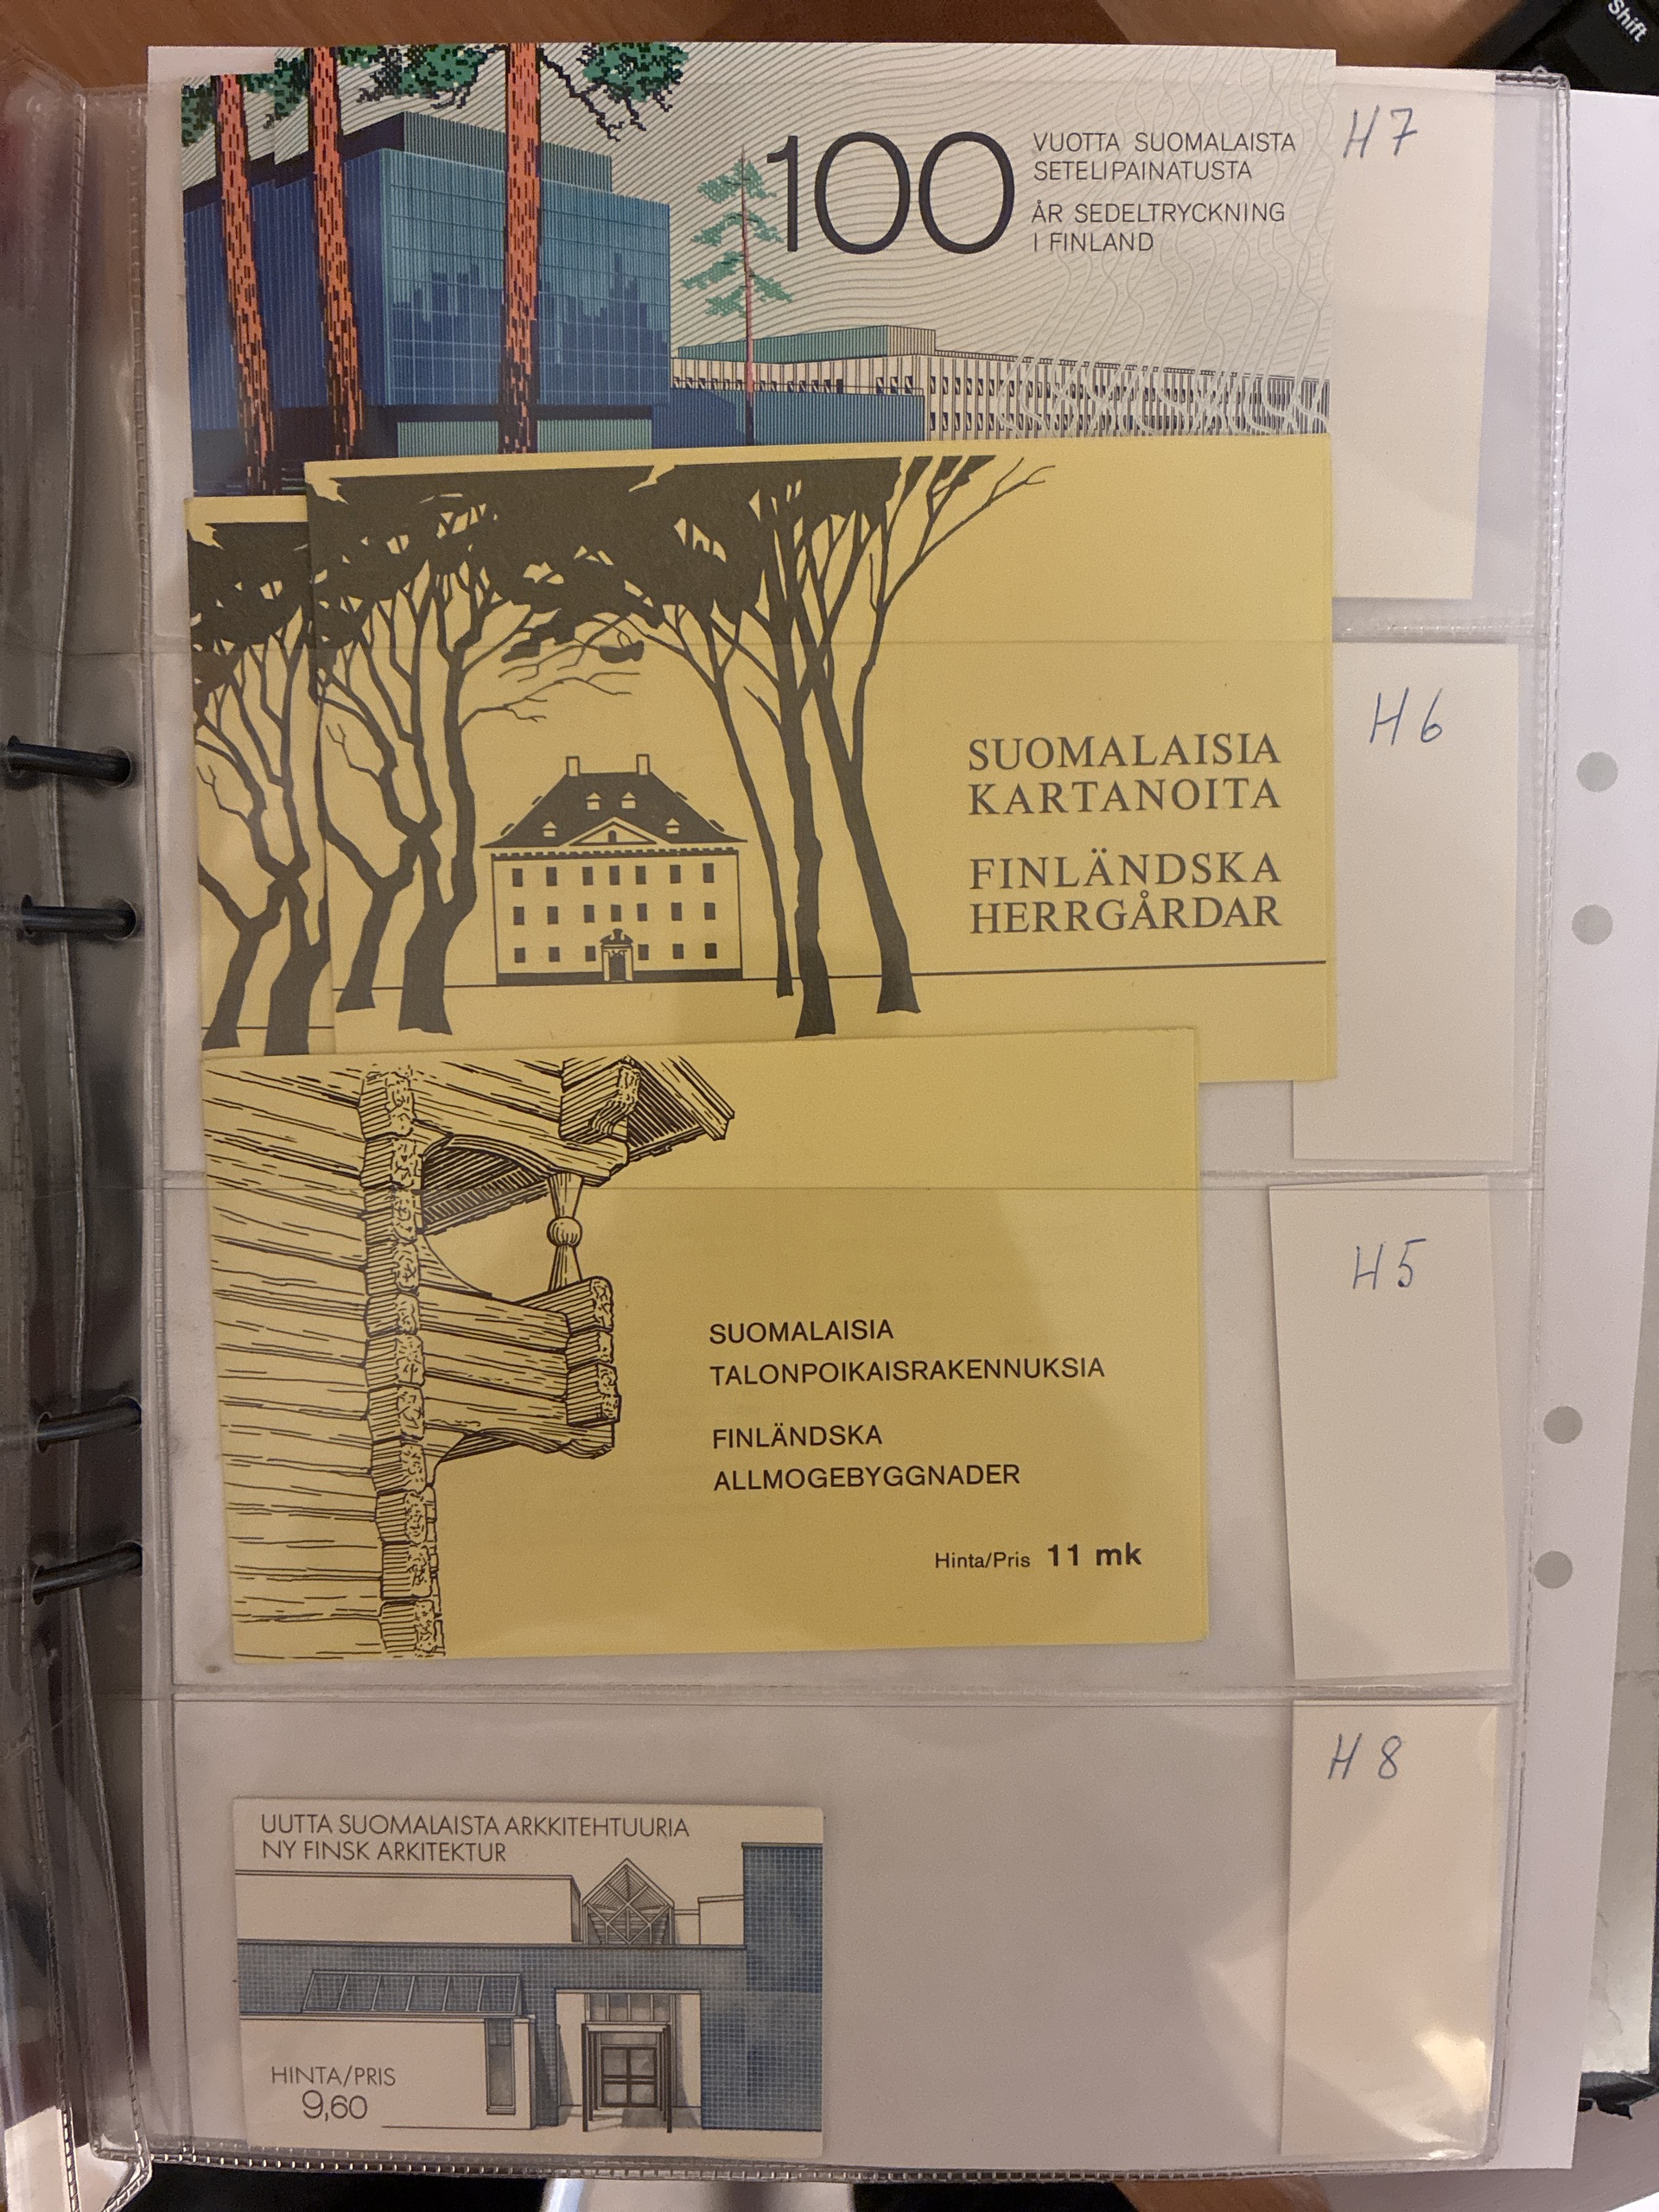 Shift
100
VUOTTA SUOMALAISTA
SETELIPAINATUSTA
ÅR SEDELTRYCKNING
I FINLAND
H7
SUOMALAISIA
KARTANOITA
FINLÄNDSKA
HERRGÅRDAR
H6
SUOMALAISIA
TALONPOIKAISRAKENNUKSIA
FINLÄNDSKA
ALLMOGEBYGGNADER
Hinta/Pris 11 mk
H5
UUTTA SUOMALAISTA ARKKITEHTUURIA
NY FINSK ARKITEKTUR
HINTA/PRIS
9,60
H8